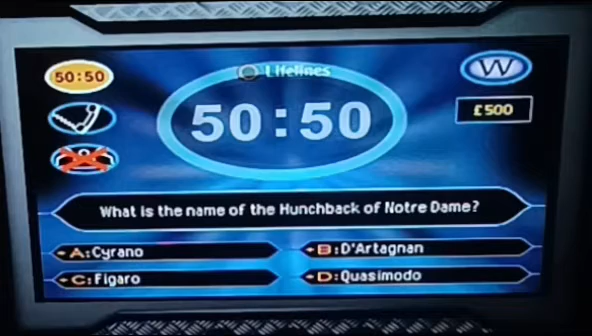 50:50
Lifelines
W
50:50
£500
What is the name of the Hunchback of Notre Dame?
A:Cyrano
B:D'Artagnan
C:Figaro
D:Quasimodo